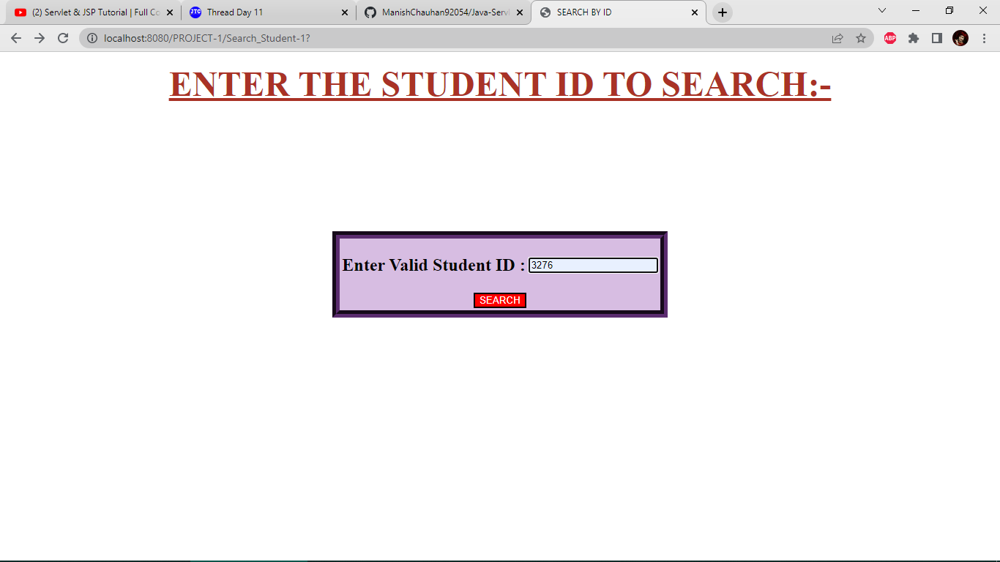 (2) Servlet & JSP Tutorial | Full Co
Thread Day 11
ManishChauhan92054/Java-Servl
SEARCH BY ID
localhost:8080/PROJECT-1/Search_Student-1?
ABP
ENTER THE STUDENT ID TO SEARCH:-
Enter Valid Student ID : 3276
SEARCH